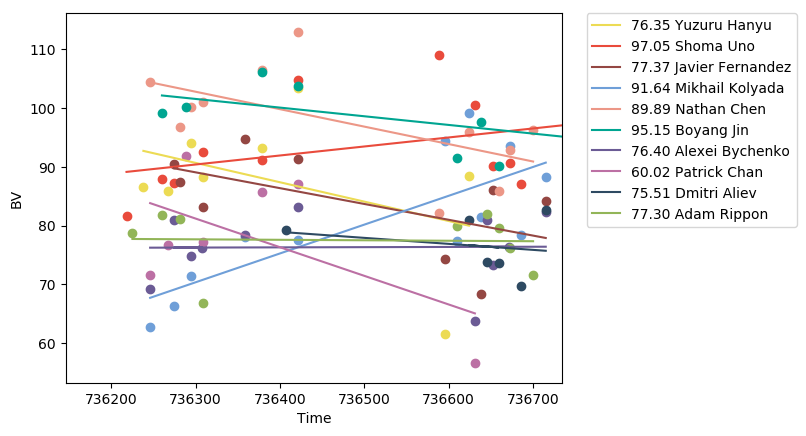 110
100
90
80
70
60
BV
736200 736300 736400 736500 736600 736700
Time
76.35 Yuzuru Hanyu
97.05 Shoma Uno
77.37 Javier Fernandez
91.64 Mikhail Kolyada
89.89 Nathan Chen
95.15 Boyang Jin
76.40 Alexei Bychenko
60.02 Patrick Chan
75.51 Dmitri Aliev
77.30 Adam Rippon